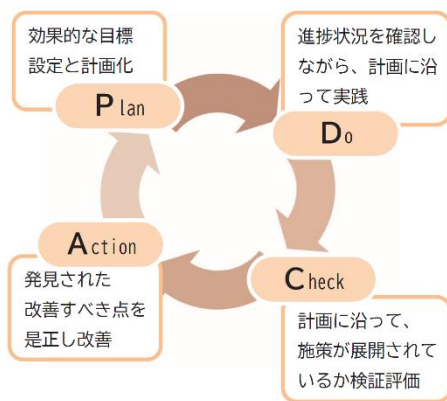 効果的な目標
設定と計画化
Plan
進捗状況を確認し
ながら、計画に沿
って実践
Do
Check
計画に沿って、
施策が展開されて
いるか検証評価
Action
発見された
改善すべき点を
是正し改善